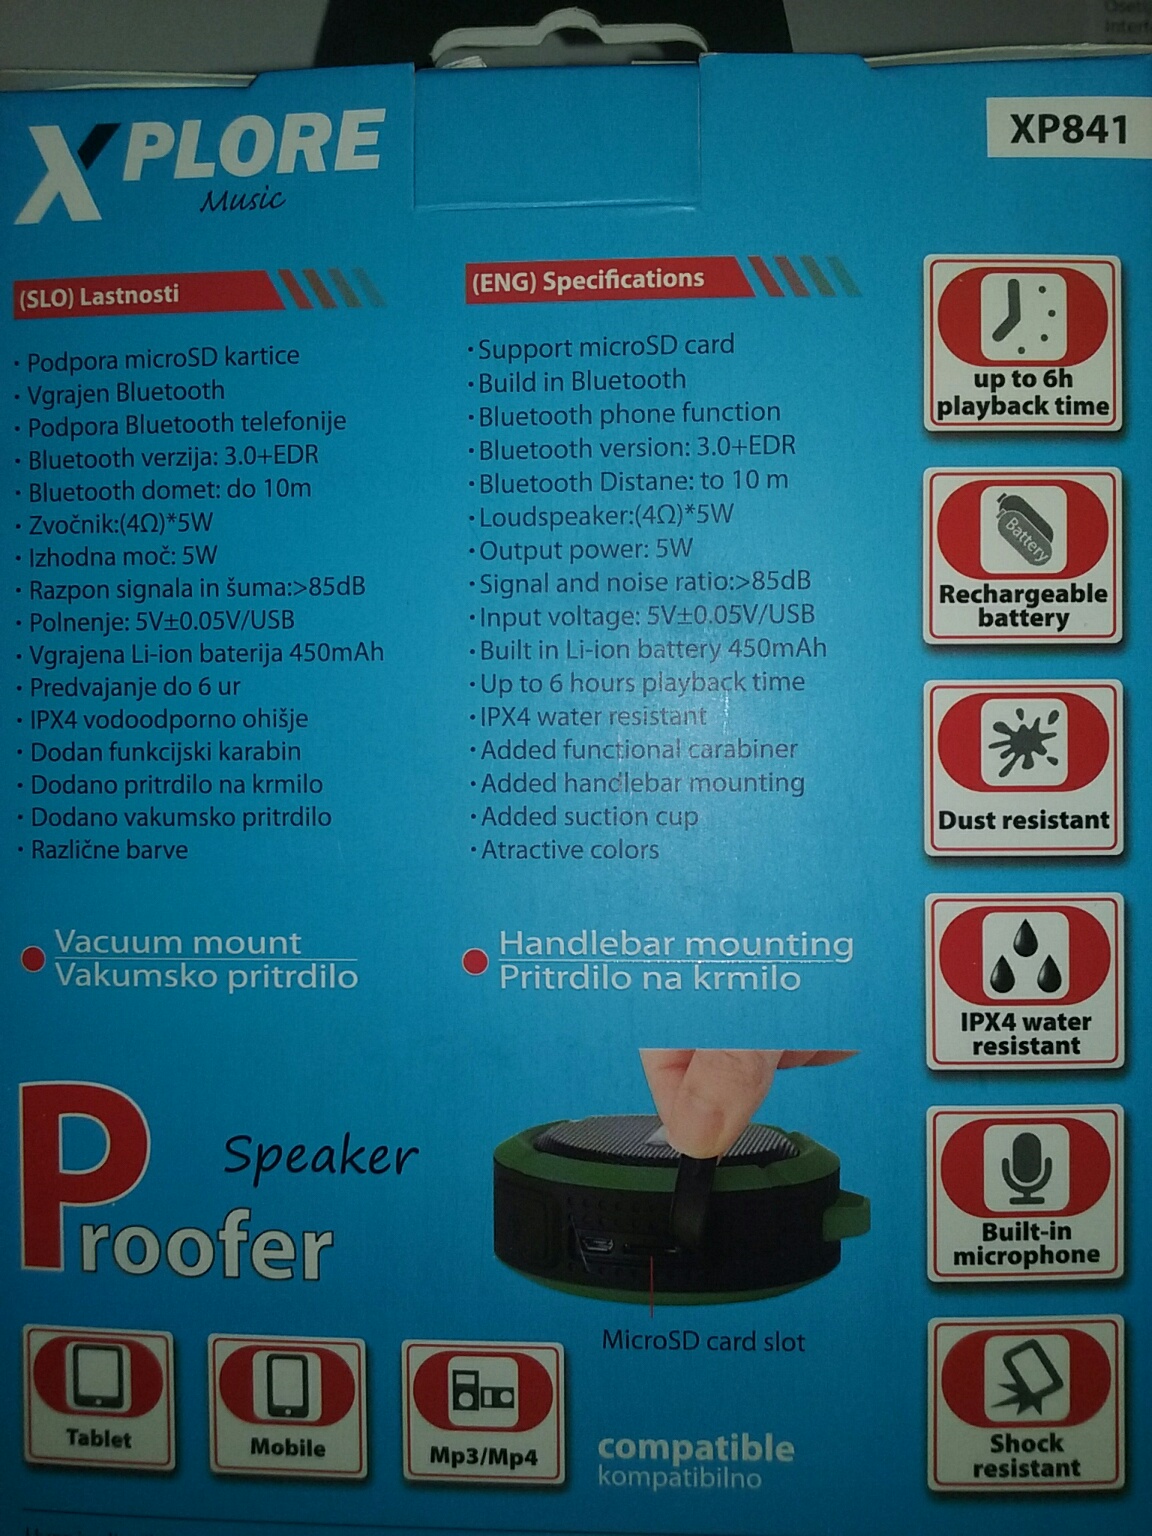 XPLORE
Music
XP841
(SLO) Lastnosti
· Podpora microSD kartice
· Vgrajen Bluetooth
· Podpora Bluetooth telefonije
· Bluetooth verzija: 3.0+EDR
· Bluetooth domet: do 10m
· Zvočnik:(4Ω)*5W
· Izhodna moč: 5W
· Razpon signala in šuma:>85dB
· Polnenje: 5V±0.05V/USB
· Vgrajena Li-ion baterija 450mAh
· Predvajanje do 6 ur
· IPX4 vodoodporno ohišje
· Dodan funkcijski karabin
· Dodano pritrdilo na krmilo
· Dodano vakumsko pritrdilo
· Različne barve
(ENG) Specifications
· Support microSD card
· Build in Bluetooth
· Bluetooth phone function
· Bluetooth version: 3.0+EDR
· Bluetooth Distane: to 10 m
· Loudspeaker:(4Ω)*5W
· Output power: 5W
· Signal and noise ratio:>85dB
· Input voltage: 5V±0.05V/USB
· Built in Li-ion battery 450mAh
· Up to 6 hours playback time
· IPX4 water resistant
· Added functional carabiner
· Added handlebar mounting
· Added suction cup
· Atractive colors
up to 6h
playback time
Battery
Rechargeable
battery
Dust resistant
IPX4 water
resistant
Built-in
microphone
Shock
resistant
Vacuum mount
Vakumsko pritrdilo
Handlebar mounting
Pritrdilo na krmilo
Speaker
Proofer
MicroSD card slot
Tablet
Mobile
Mp3/Mp4
compatible
kompatibilno